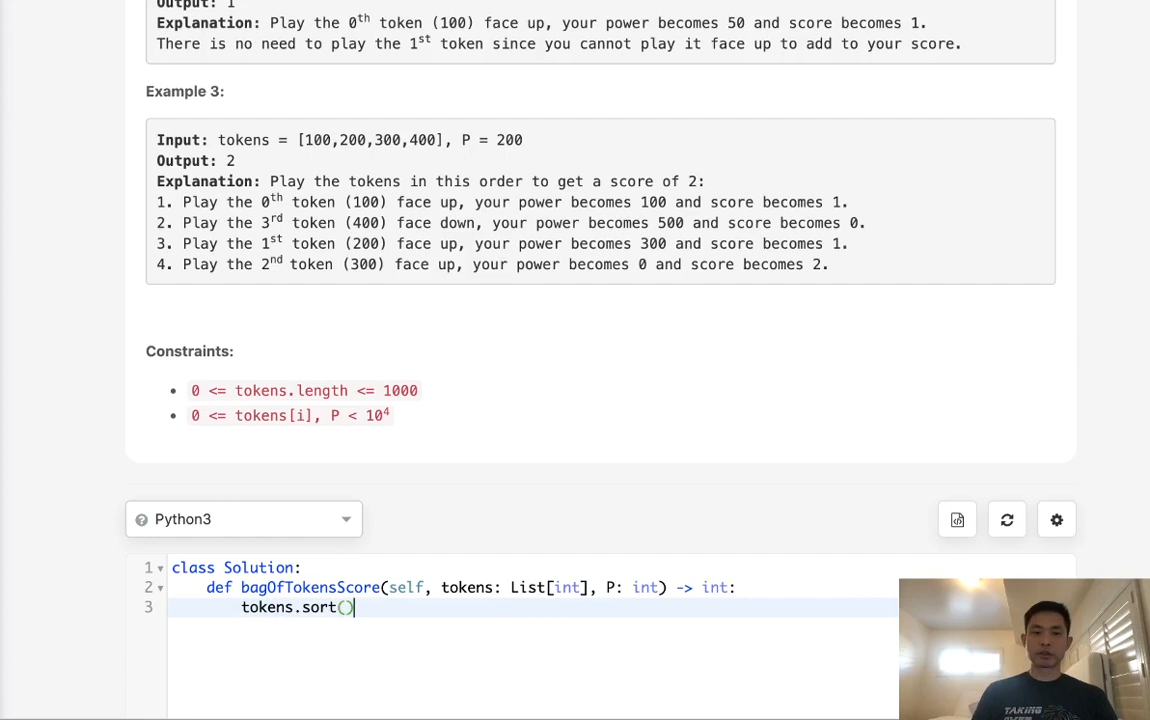 Output: 1
Explanation: Play the 0th token (100) face up, your power becomes 50 and score becomes 1.
There is no need to play the 1st token since you cannot play it face up to add to your score.
Example 3:
Input: tokens = [100,200,300,400], P = 200
Output: 2
Explanation: Play the tokens in this order to get a score of 2:
1. Play the 0th token (100) face up, your power becomes 100 and score becomes 1.
2. Play the 3rd token (400) face down, your power becomes 500 and score becomes 0.
3. Play the 1st token (200) face up, your power becomes 300 and score becomes 1.
4. Play the 2nd token (300) face up, your power becomes 0 and score becomes 2.
Constraints:
• 0 <= tokens.length <= 1000
• 0 <= tokens[i], P < 10^4
Python3
1 class Solution:
2 def bagOfTokensScore(self, tokens: List[int], P: int) -> int:
3 tokens.sort()
TAKING